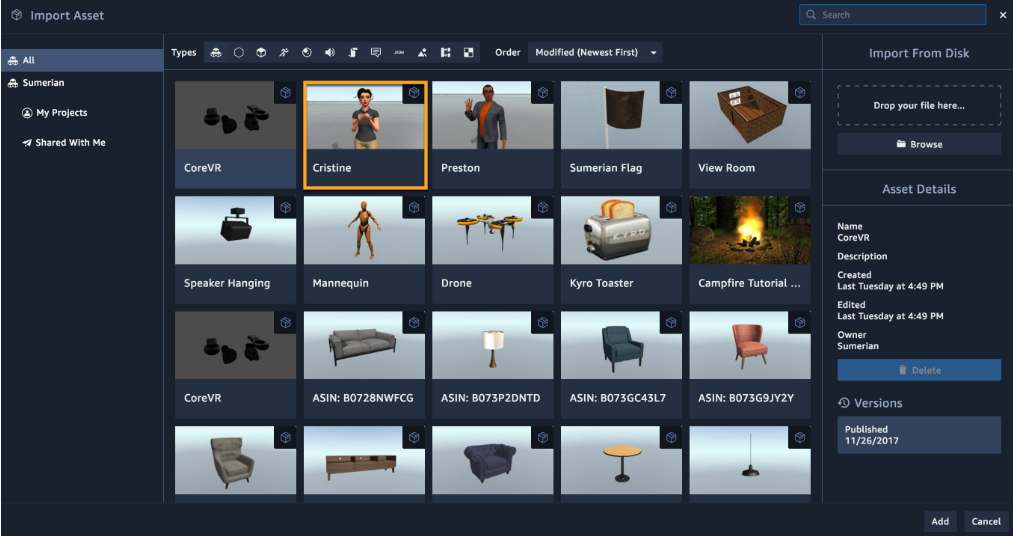 Import Asset
Search
All
Sumerian
My Projects
Shared With Me
Types
JSON
Order
Modified (Newest First)
CoreVR
Cristine
Preston
Sumerian Flag
View Room
Speaker Hanging
Mannequin
Drone
KYRO
Kyro Toaster
Campfire Tutorial ...
CoreVR
ASIN: B0728NWFCG
ASIN: B073P2DNTD
ASIN: B073GC43L7
ASIN: B073G9JY2Y
Import From Disk
Drop your file here...
Browse
Asset Details
Name
CoreVR
Description
Created
Last Tuesday at 4:49 PM
Edited
Last Tuesday at 4:49 PM
Owner
Sumerian
Delete
Versions
Published
11/26/2017
Add
Cancel